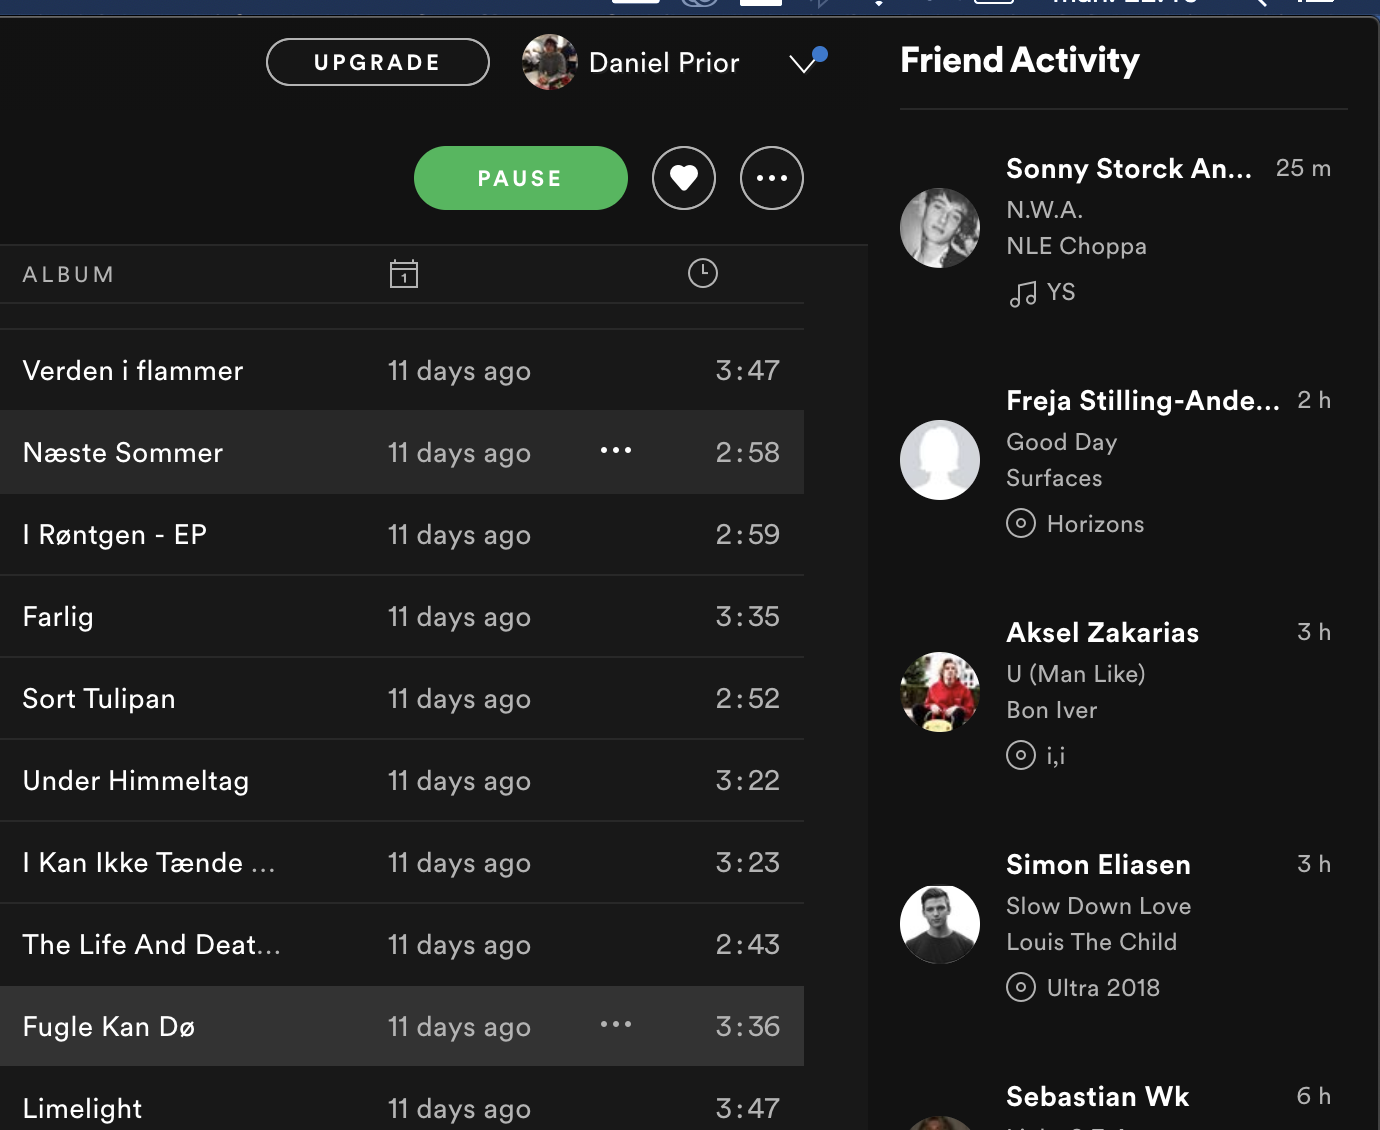 UPGRADE
Daniel Prior
PAUSE
ALBUM
1
Verden i flammer 11 days ago 3:47
Næste Sommer 11 days ago ••• 2:58
I Røntgen - EP 11 days ago 2:59
Farlig 11 days ago 3:35
Sort Tulipan 11 days ago 2:52
Under Himmeltag 11 days ago 3:22
I Kan Ikke Tænde ... 11 days ago 3:23
The Life And Deat... 11 days ago 2:43
Fugle Kan Dø 11 days ago ••• 3:36
Limelight 11 days ago 3:47
Friend Activity
Sonny Storck An... 25 m
N.W.A.
NLE Choppa
YS
Freja Stilling-Ande... 2 h
Good Day
Surfaces
Horizons
Aksel Zakarias 3 h
U (Man Like)
Bon Iver
i,i
Simon Eliasen 3 h
Slow Down Love
Louis The Child
Ultra 2018
Sebastian Wk 6 h